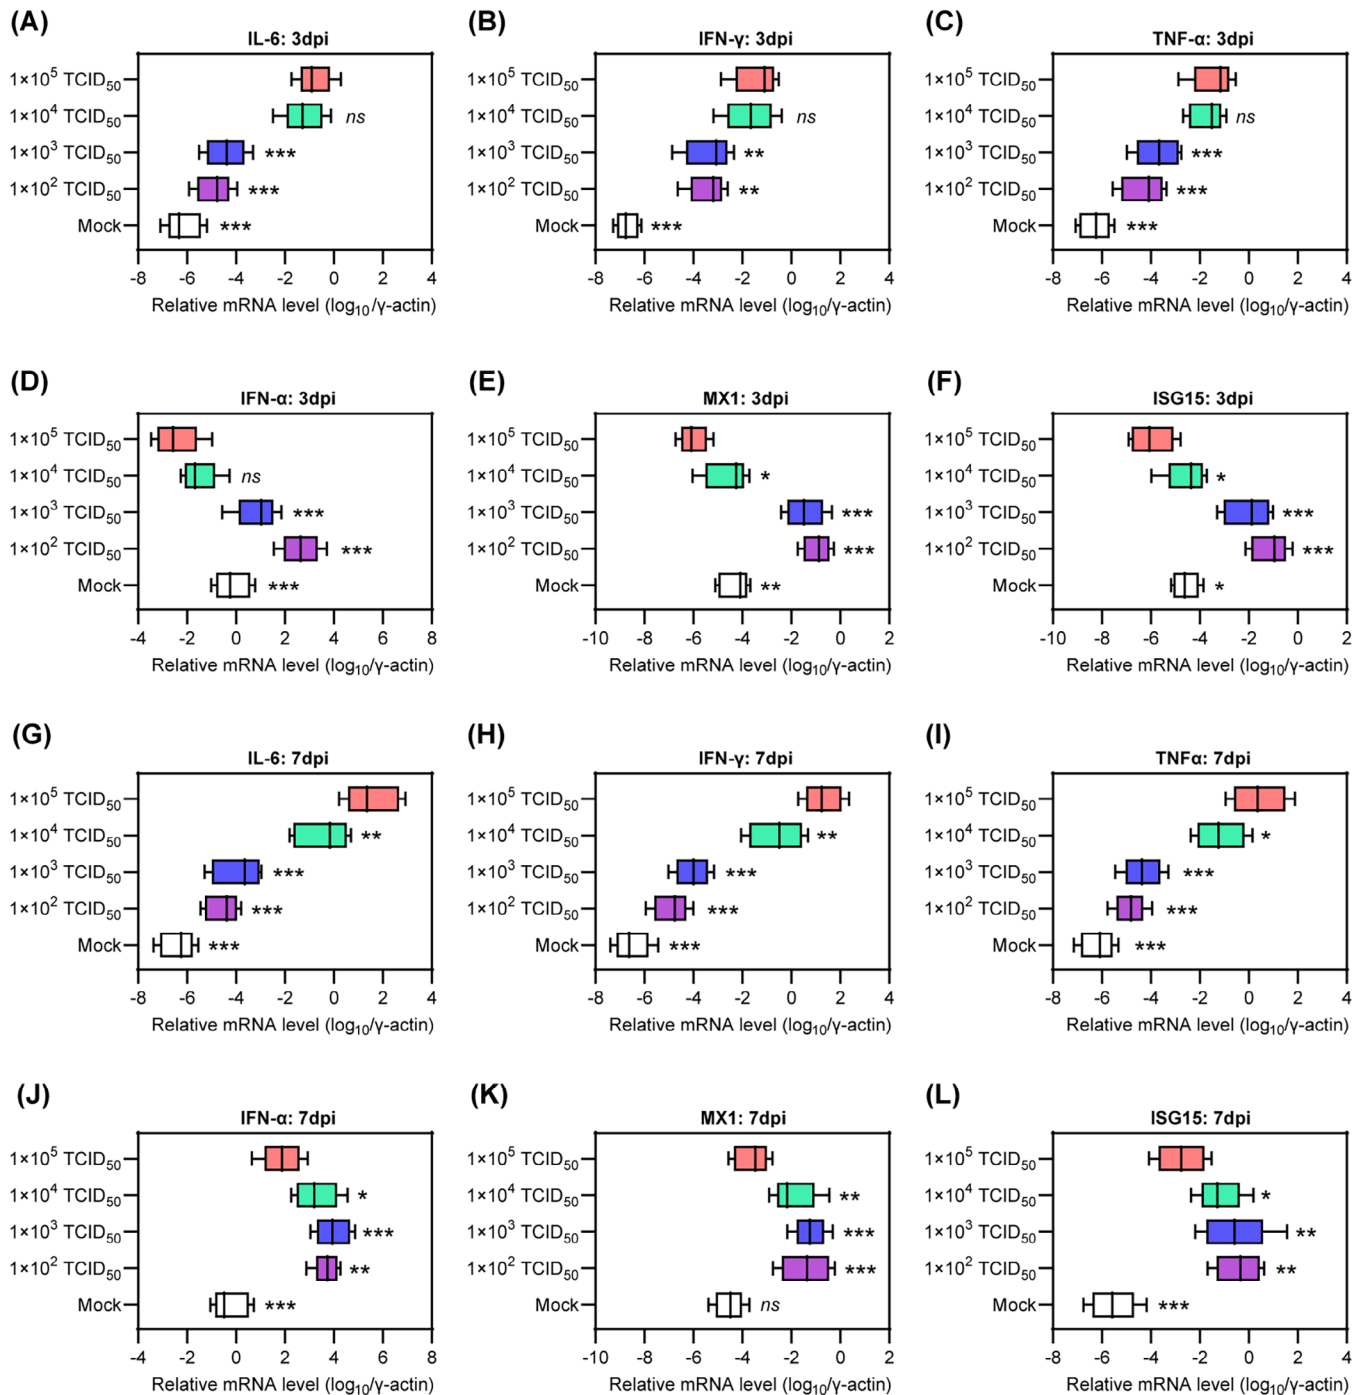 (A)
IL-6: 3dpi
1×10⁵ TCID₅₀
1×10⁴ TCID₅₀ ns
1×10³ TCID₅₀ ***
1×10² TCID₅₀ ***
Mock ***
-8 -6 -4 -2 0 2 4
Relative mRNA level (log₁₀/γ-actin)
(B)
IFN-γ: 3dpi
1×10⁵ TCID₅₀
1×10⁴ TCID₅₀ ns
1×10³ TCID₅₀ **
1×10² TCID₅₀ **
Mock ***
-8 -6 -4 -2 0 2 4
Relative mRNA level (log₁₀/γ-actin)
(C)
TNF-α: 3dpi
1×10⁵ TCID₅₀
1×10⁴ TCID₅₀ ns
1×10³ TCID₅₀ ***
1×10² TCID₅₀ ***
Mock ***
-8 -6 -4 -2 0 2 4
Relative mRNA level (log₁₀/γ-actin)
(D)
IFN-α: 3dpi
1×10⁵ TCID₅₀
1×10⁴ TCID₅₀ ns
1×10³ TCID₅₀ ***
1×10² TCID₅₀ ***
Mock ***
-4 -2 0 2 4 6 8
Relative mRNA level (log₁₀/γ-actin)
(E)
MX1: 3dpi
1×10⁵ TCID₅₀
1×10⁴ TCID₅₀ *
1×10³ TCID₅₀ ***
1×10² TCID₅₀ ***
Mock **
-10 -8 -6 -4 -2 0 2
Relative mRNA level (log₁₀/γ-actin)
(F)
ISG15: 3dpi
1×10⁵ TCID₅₀
1×10⁴ TCID₅₀ *
1×10³ TCID₅₀ ***
1×10² TCID₅₀ ***
Mock *
-10 -8 -6 -4 -2 0 2
Relative mRNA level (log₁₀/γ-actin)
(G)
IL-6: 7dpi
1×10⁵ TCID₅₀
1×10⁴ TCID₅₀ **
1×10³ TCID₅₀ ***
1×10² TCID₅₀ ***
Mock ***
-8 -6 -4 -2 0 2 4
Relative mRNA level (log₁₀/γ-actin)
(H)
IFN-γ: 7dpi
1×10⁵ TCID₅₀
1×10⁴ TCID₅₀ **
1×10³ TCID₅₀ ***
1×10² TCID₅₀ ***
Mock ***
-8 -6 -4 -2 0 2 4
Relative mRNA level (log₁₀/γ-actin)
(I)
TNFα: 7dpi
1×10⁵ TCID₅₀
1×10⁴ TCID₅₀ *
1×10³ TCID₅₀ ***
1×10² TCID₅₀ ***
Mock ***
-8 -6 -4 -2 0 2 4
Relative mRNA level (log₁₀/γ-actin)
(J)
IFN-α: 7dpi
1×10⁵ TCID₅₀
1×10⁴ TCID₅₀ *
1×10³ TCID₅₀ ***
1×10² TCID₅₀ **
Mock ***
-4 -2 0 2 4 6 8
Relative mRNA level (log₁₀/γ-actin)
(K)
MX1: 7dpi
1×10⁵ TCID₅₀
1×10⁴ TCID₅₀ **
1×10³ TCID₅₀ ***
1×10² TCID₅₀ ***
Mock ns
-10 -8 -6 -4 -2 0 2
Relative mRNA level (log₁₀/γ-actin)
(L)
ISG15: 7dpi
1×10⁵ TCID₅₀
1×10⁴ TCID₅₀ *
1×10³ TCID₅₀ **
1×10² TCID₅₀ **
Mock ***
-8 -6 -4 -2 0 2 4
Relative mRNA level (log₁₀/γ-actin)